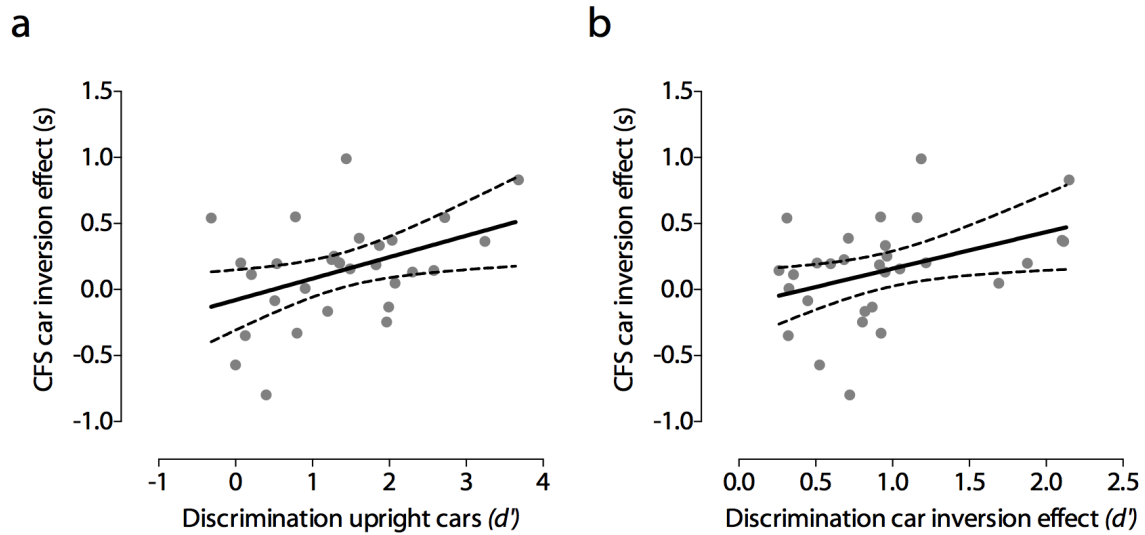 a
CFS car inversion effect (s)
1.5
1.0
0.5
0.0
-0.5
-1.0
-1 0 1 2 3 4
Discrimination upright cars (d')
b
CFS car inversion effect (s)
1.5
1.0
0.5
0.0
-0.5
-1.0
0.0 0.5 1.0 1.5 2.0 2.5
Discrimination car inversion effect (d')